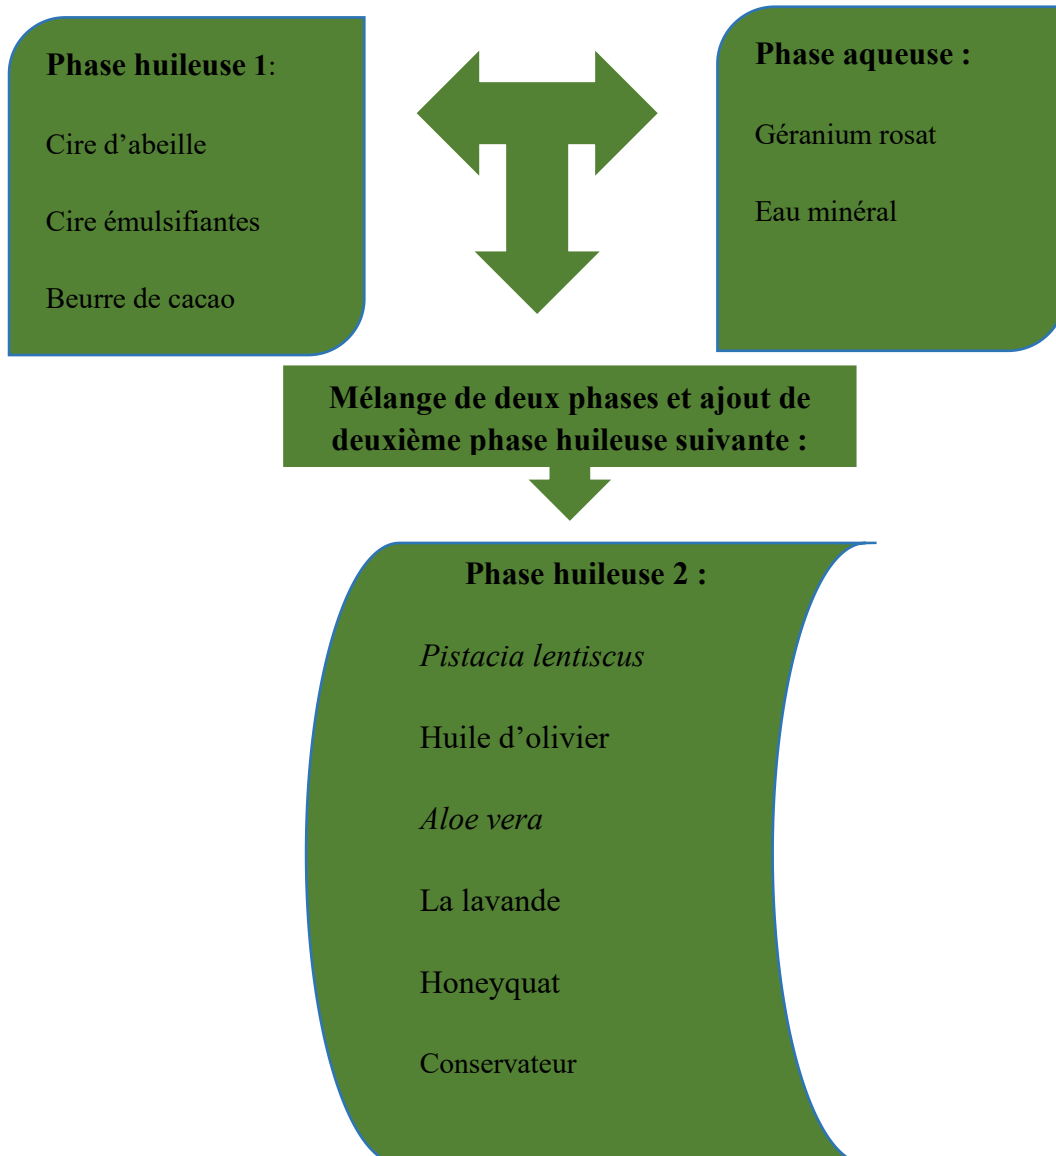 Phase huileuse 1:
Cire d’abeille
Cire émulsifiantes
Beurre de cacao
Phase aqueuse :
Géranium rosat
Eau minéral
Mélange de deux phases et ajout de
deuxième phase huileuse suivante :
Phase huileuse 2 :
Pistacia lentiscus
Huile d’olivier
Aloe vera
La lavande
Honeyquat
Conservateur